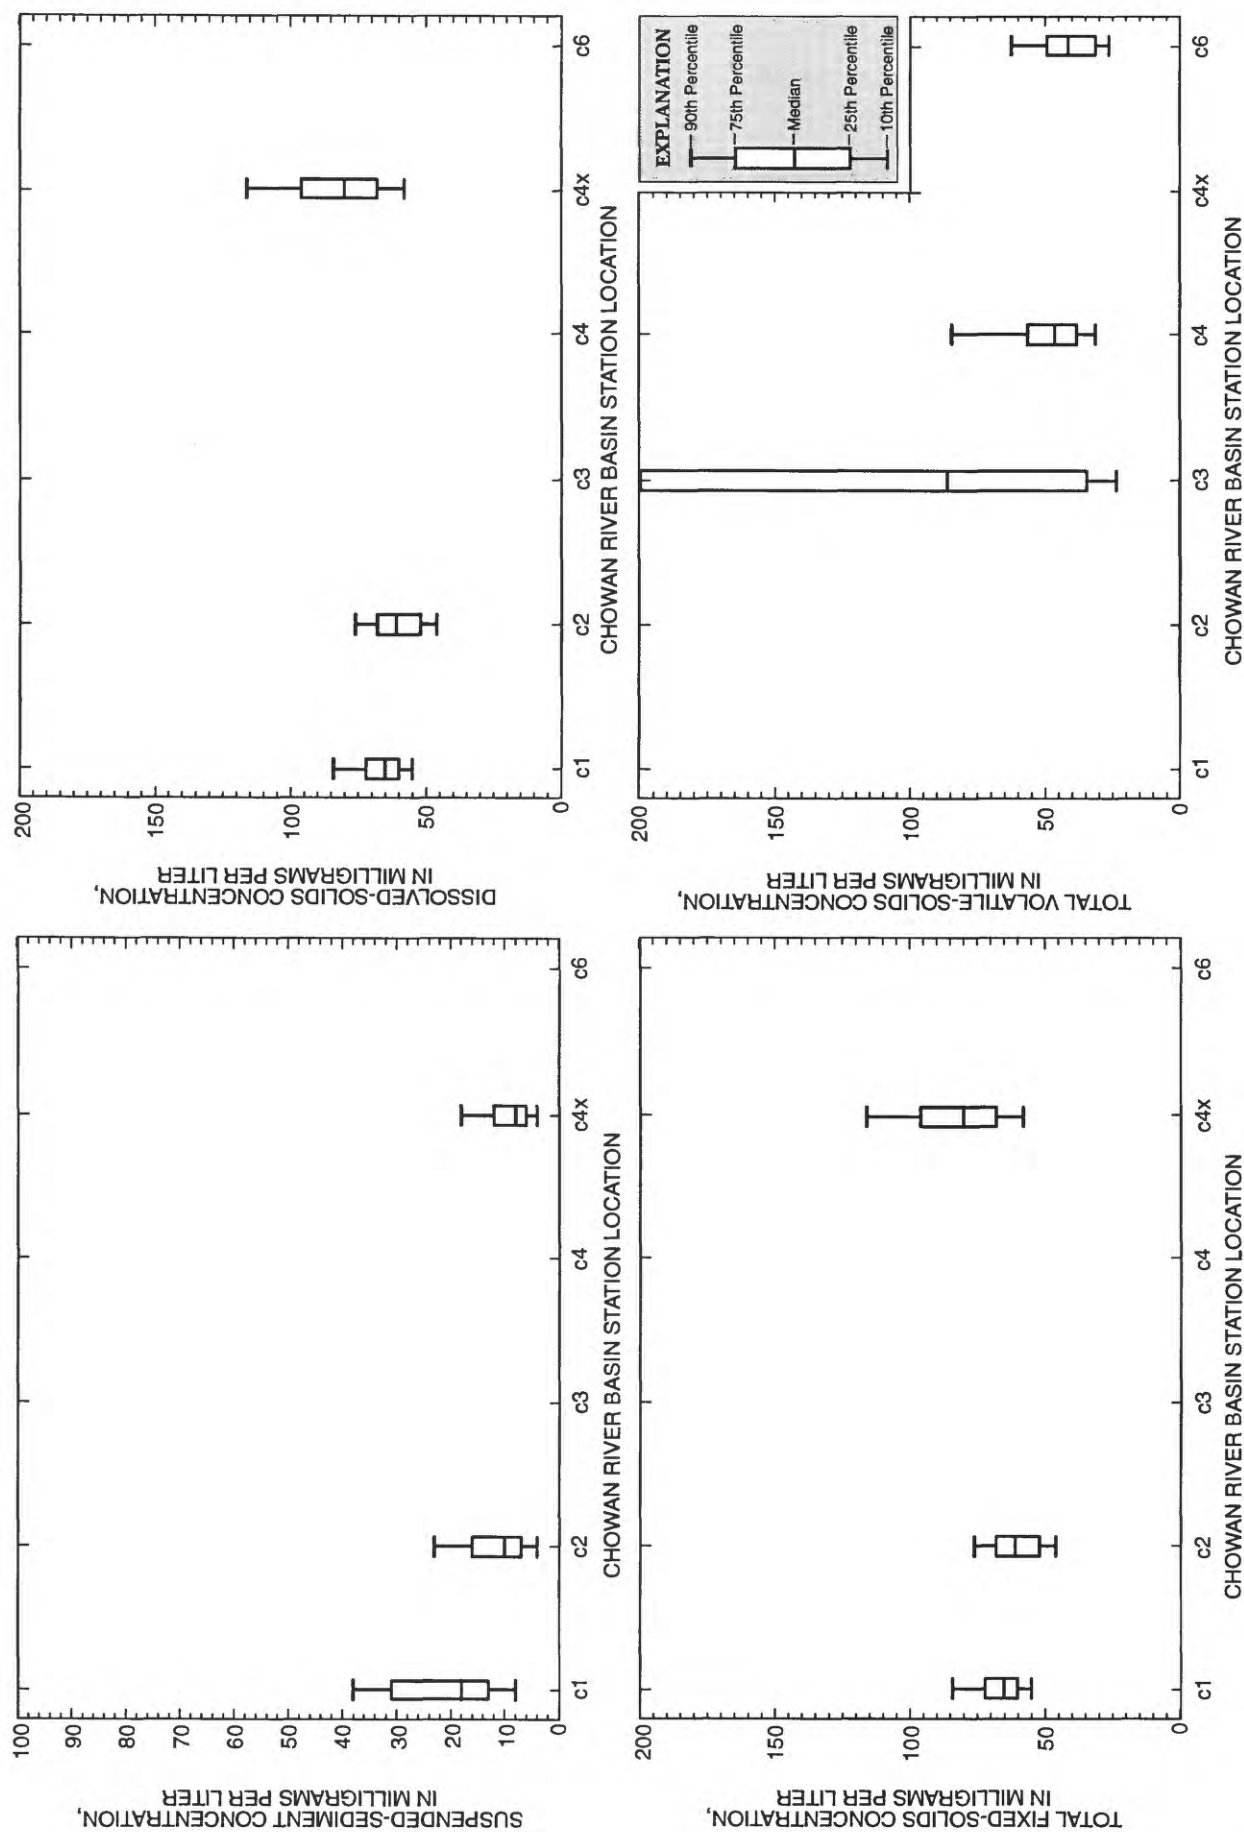 SUSPENDED-SEDIMENT CONCENTRATION,
IN MILLIGRAMS PER LITER
100
90
80
70
60
50
40
30
20
10
0
c1
c2
c3
c4
c4x
c6
CHOWAN RIVER BASIN STATION LOCATION
DISSOLVED-SOLIDS CONCENTRATION,
IN MILLIGRAMS PER LITER
200
150
100
50
0
c1
c2
c3
c4
c4x
c6
CHOWAN RIVER BASIN STATION LOCATION
TOTAL FIXED-SOLIDS CONCENTRATION,
IN MILLIGRAMS PER LITER
200
150
100
50
0
c1
c2
c3
c4
c4x
c6
CHOWAN RIVER BASIN STATION LOCATION
TOTAL VOLATILE-SOLIDS CONCENTRATION,
IN MILLIGRAMS PER LITER
200
150
100
50
0
c1
c2
c3
c4
c4x
c6
CHOWAN RIVER BASIN STATION LOCATION
EXPLANATION
90th Percentile
75th Percentile
Median
25th Percentile
10th Percentile